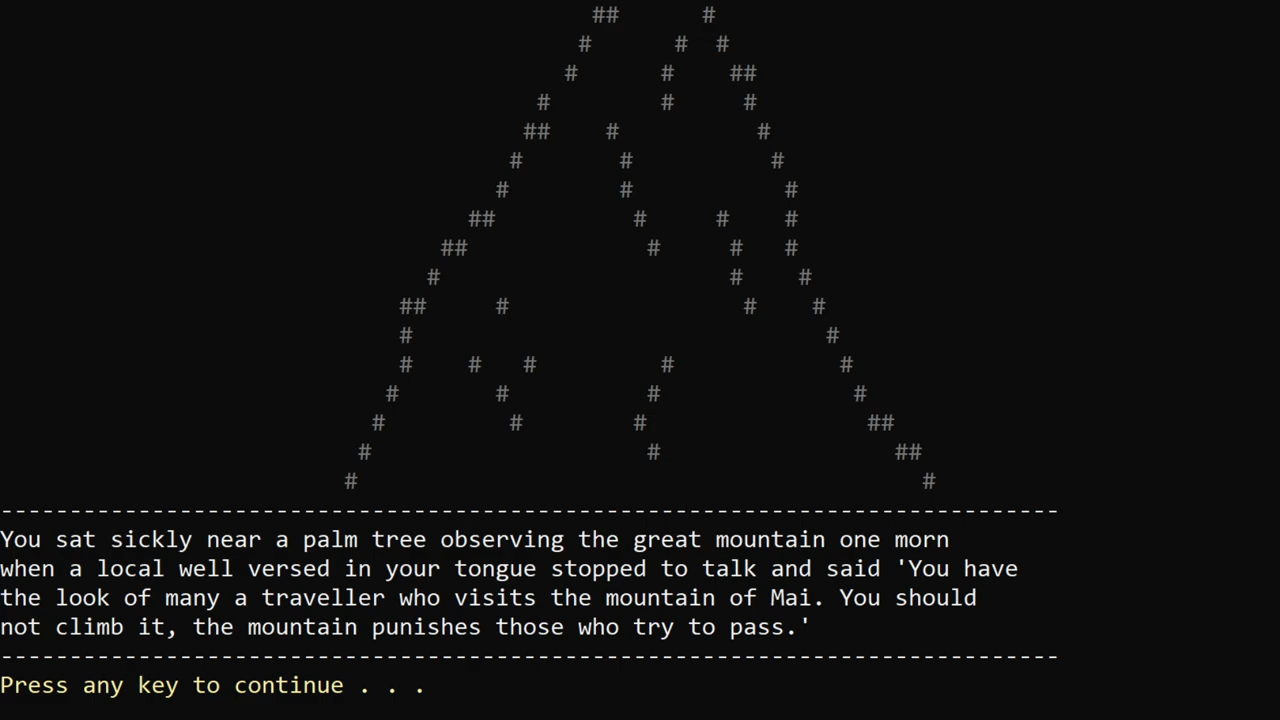 You sat sickly near a palm tree observing the great mountain one morn
when a local well versed in your tongue stopped to talk and said 'You have
the look of many a traveller who visits the mountain of Mai. You should
not climb it, the mountain punishes those who try to pass.'
Press any key to continue . . .